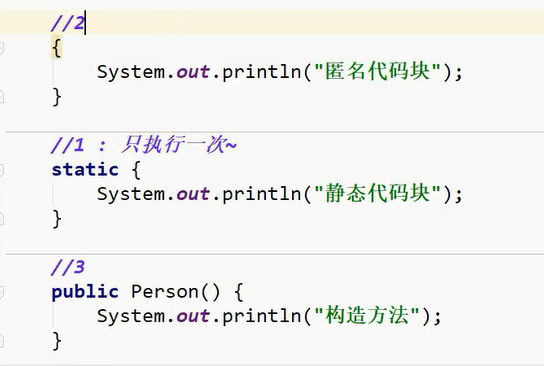 //2
{
System.out.println("匿名代码块");
}
//1 : 只执行一次~
static {
System.out.println("静态代码块");
}
//3
public Person() {
System.out.println("构造方法");
}